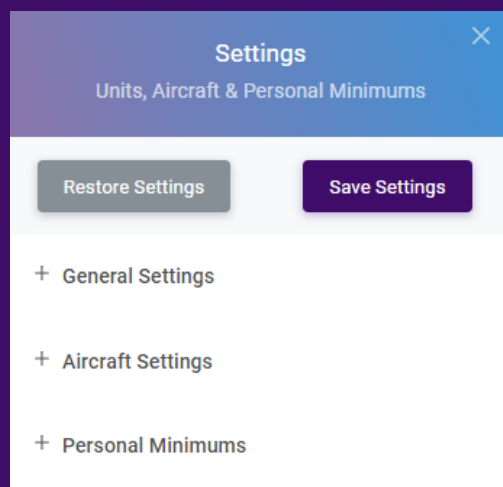 Settings
Units, Aircraft & Personal Minimums
Restore Settings
Save Settings
General Settings
Aircraft Settings
Personal Minimums